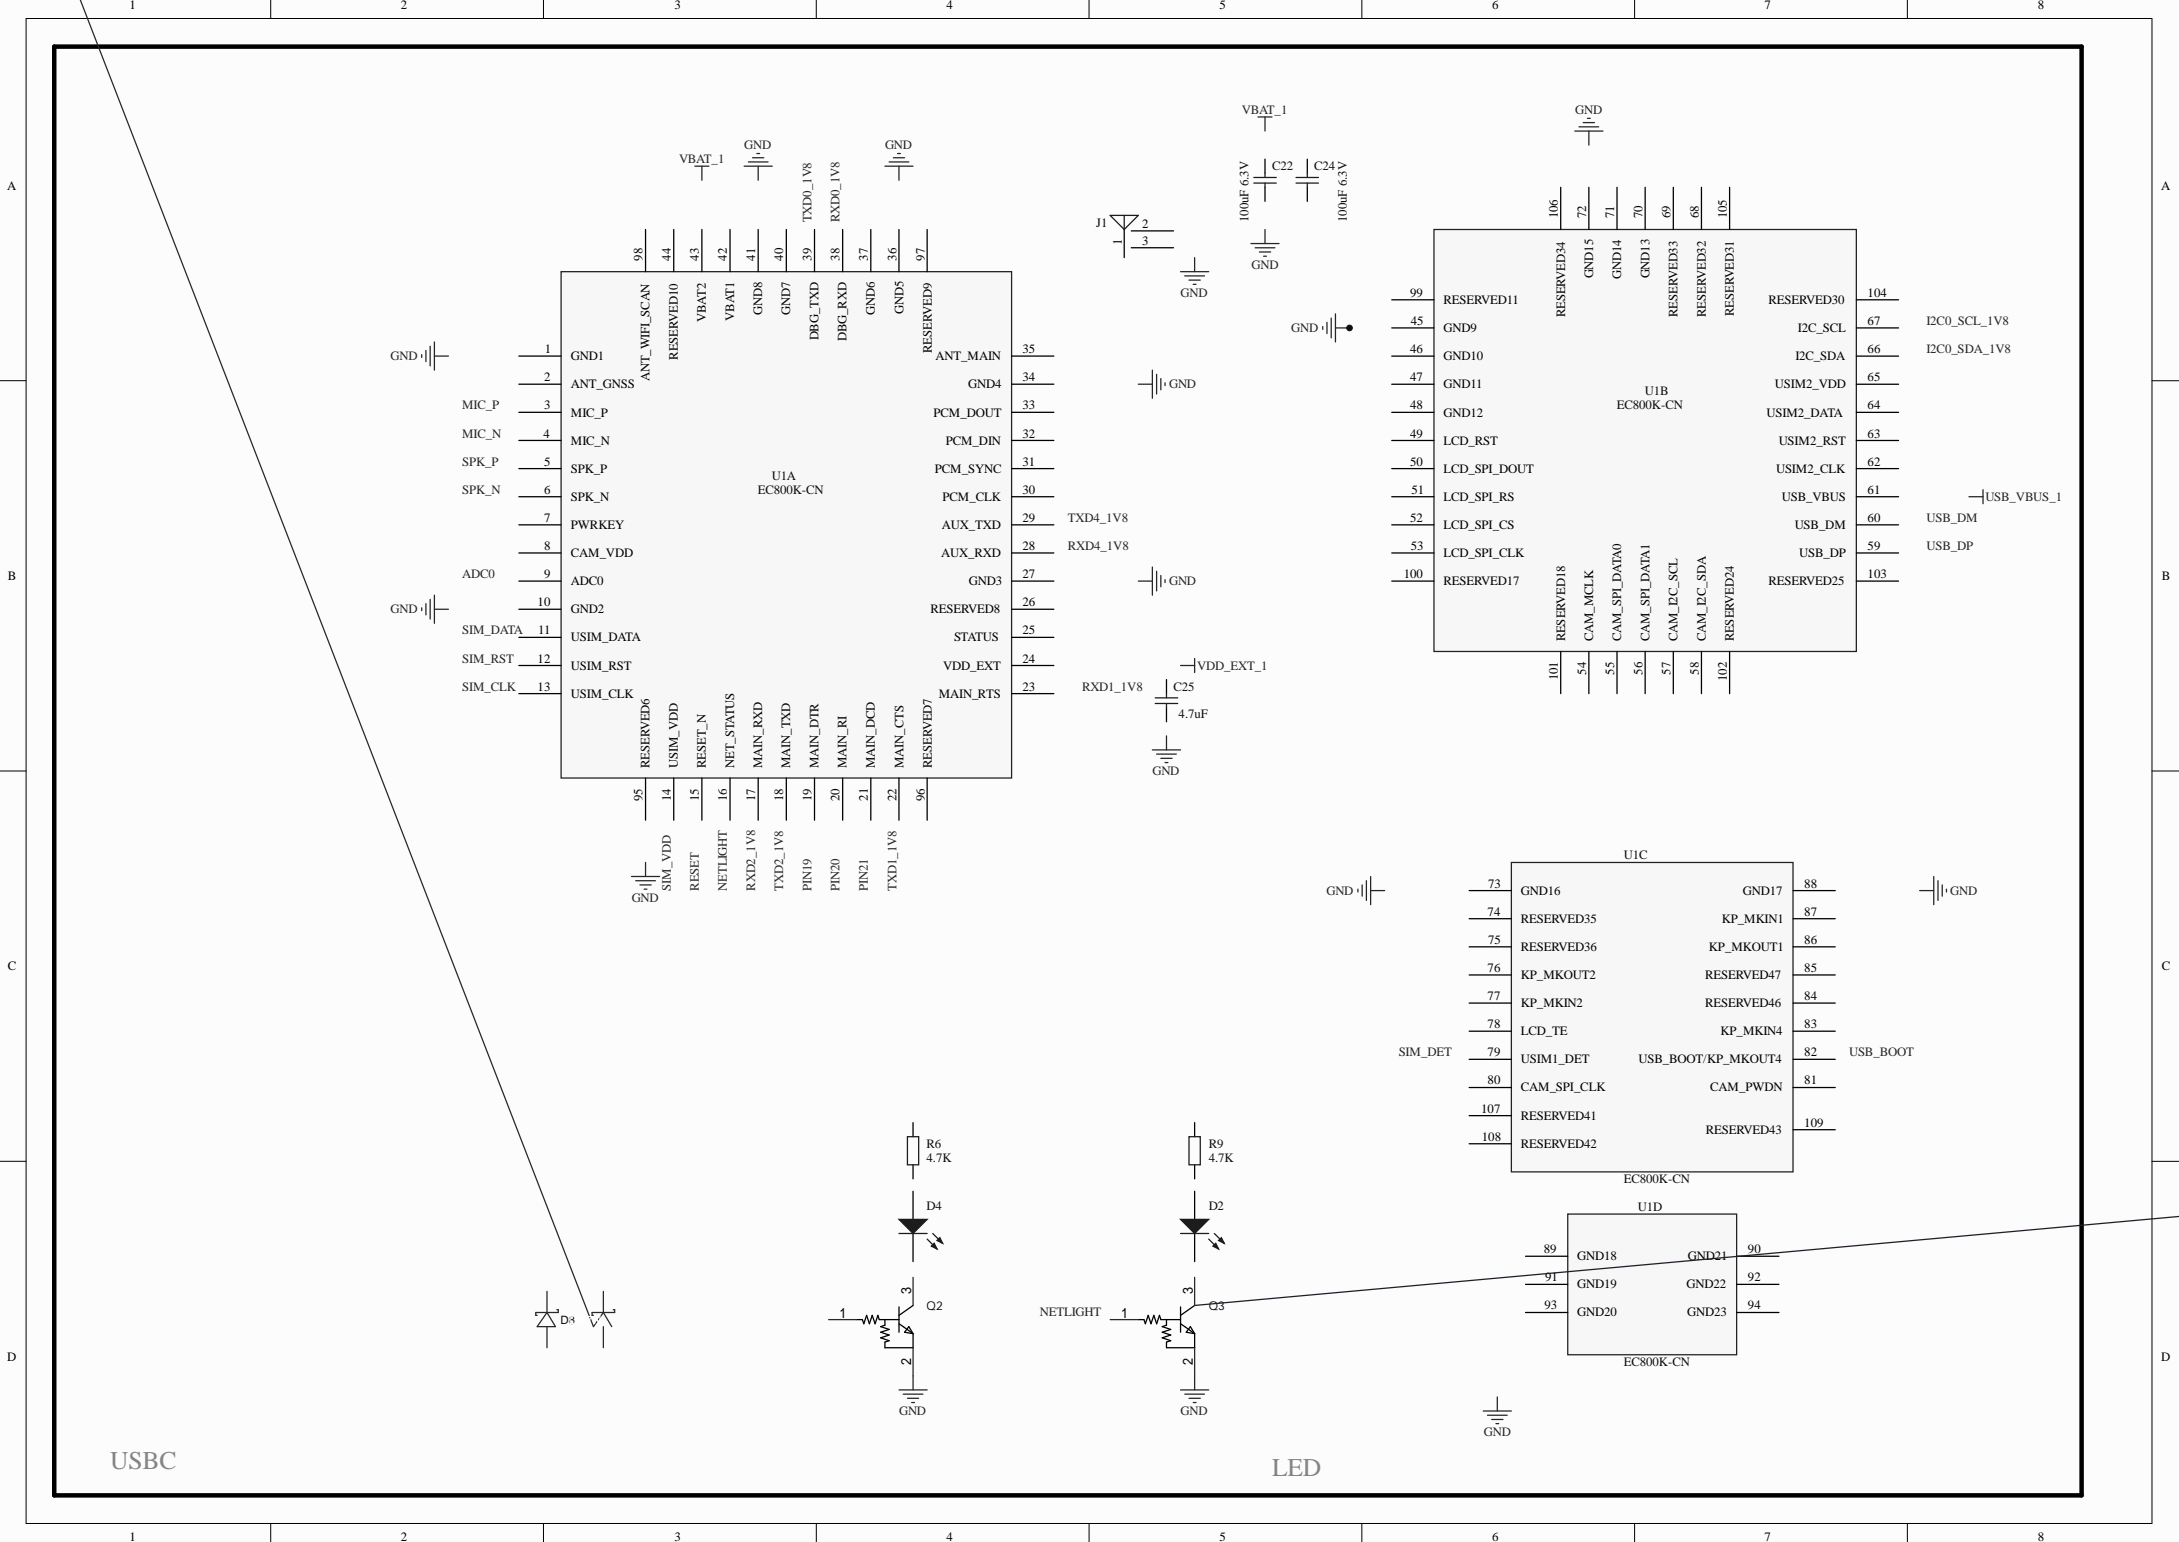 1 2 3 4 5 6 7 8
A
B
C
D
VBAT_1
GND
TXD0_1V8
RXD0_1V8
GND
98 44 43 42 41 40 39 38 37 36 97
ANT_WIFI_SCAN
RESERVED10
VBAT2
VBAT1
GND8
GND7
DBG_TXD
DBG_RXD
GND6
GND5
RESERVED9
GND
1 GND1
2 ANT_GNSS
MIC_P 3 MIC_P
MIC_N 4 MIC_N
SPK_P 5 SPK_P
SPK_N 6 SPK_N
7 PWRKEY
8 CAM_VDD
ADC0 9 ADC0
GND 10 GND2
SIM_DATA 11 USIM_DATA
SIM_RST 12 USIM_RST
SIM_CLK 13 USIM_CLK
U1A
EC800K-CN
ANT_MAIN 35
GND4 34 GND
PCM_DOUT 33
PCM_DIN 32
PCM_SYNC 31
PCM_CLK 30
AUX_TXD 29 TXD4_1V8
AUX_RXD 28 RXD4_1V8
GND3 27 GND
RESERVED8 26
STATUS 25
VDD_EXT 24 VDD_EXT_1
MAIN_RTS 23 RXD1_1V8
C25
4.7uF
GND
RESERVED6
USIM_VDD
RESET_N
NET_STATUS
MAIN_RXD
MAIN_TXD
MAIN_DTR
MAIN_RI
MAIN_DCD
MAIN_CTS
RESERVED7
95 14 15 16 17 18 19 20 21 22 96
GND
SIM_VDD
RESET
NETLIGHT
RXD2_1V8
TXD2_1V8
PIN19
PIN20
PIN21
TXD1_1V8
J1
1
2
3
GND
VBAT_1
C22
100uF 6.3V
C24
100uF 6.3V
GND
GND
106 72 71 70 69 68 105
RESERVED34
GND15
GND14
GND13
RESERVED33
RESERVED32
RESERVED31
99 RESERVED11
GND 45 GND9
46 GND10
47 GND11
48 GND12
49 LCD_RST
50 LCD_SPI_DOUT
51 LCD_SPI_RS
52 LCD_SPI_CS
53 LCD_SPI_CLK
100 RESERVED17
U1B
EC800K-CN
RESERVED30 104
I2C_SCL 67 I2C0_SCL_1V8
I2C_SDA 66 I2C0_SDA_1V8
USIM2_VDD 65
USIM2_DATA 64
USIM2_RST 63
USIM2_CLK 62
USB_VBUS 61 USB_VBUS_1
USB_DM 60 USB_DM
USB_DP 59 USB_DP
RESERVED25 103
RESERVED18
CAM_MCLK
CAM_SPI_DATA0
CAM_SPI_DATA1
CAM_I2C_SCL
CAM_I2C_SDA
RESERVED24
101 54 55 56 57 58 102
U1C
GND 73 GND16
74 RESERVED35
75 RESERVED36
76 KP_MKOUT2
77 KP_MKIN2
78 LCD_TE
SIM_DET 79 USIM1_DET
80 CAM_SPI_CLK
107 RESERVED41
108 RESERVED42
GND17 88 GND
KP_MKIN1 87
KP_MKOUT1 86
RESERVED47 85
RESERVED46 84
KP_MKIN4 83
USB_BOOT/KP_MKOUT4 82 USB_BOOT
CAM_PWDN 81
RESERVED43 109
EC800K-CN
U1D
89 GND18 GND21 90
91 GND19 GND22 92
93 GND20 GND23 94
EC800K-CN
GND
R6
4.7K
D4
3
Q2
1
2
GND
R9
4.7K
D2
3
Q3
NETLIGHT 1
2
GND
USBC
LED
A
B
C
D
1 2 3 4 5 6 7 8